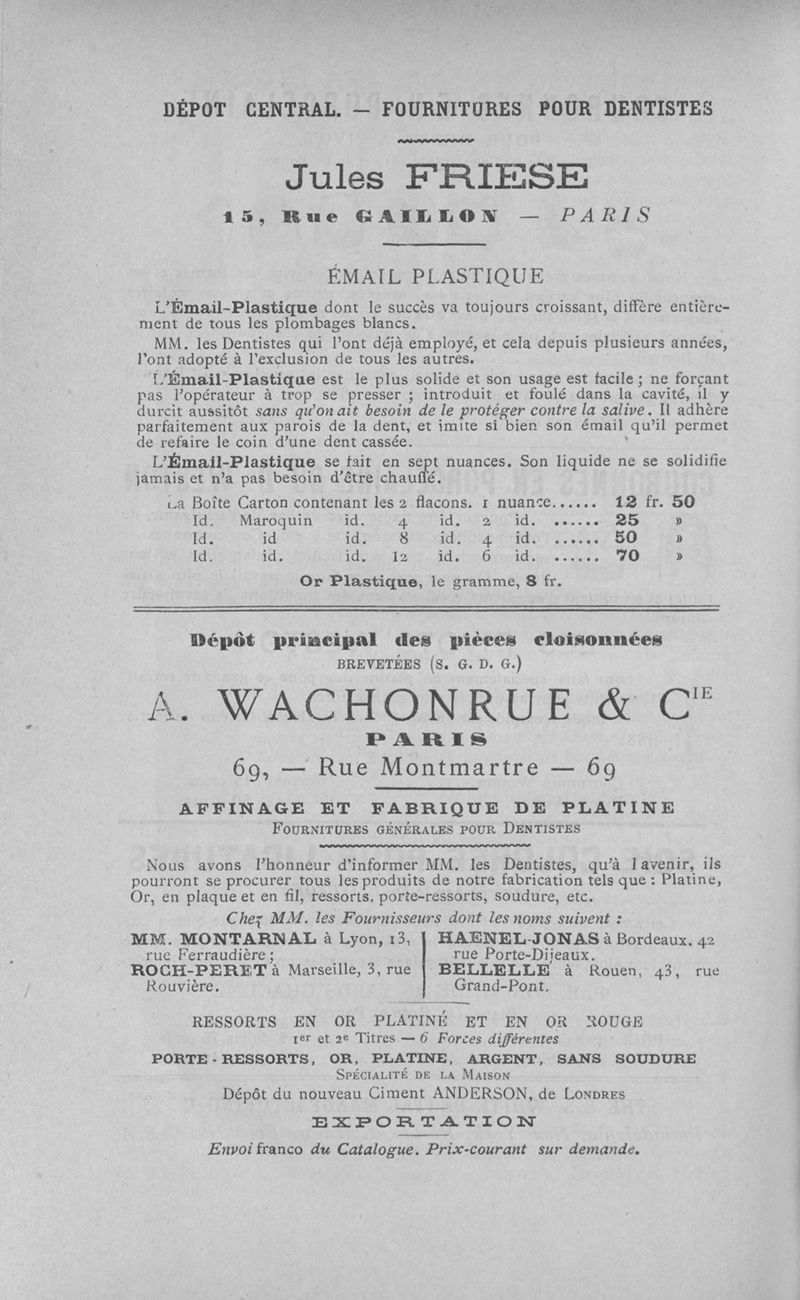 DÉPOT CENTRAL. — FOURNITURES POUR DENTISTES
Jules FRIESE
15, Rue GAILLON — PARIS
ÉMAIL PLASTIQUE
L'Émail-Plastique dont le succès va toujours croissant, diffère entière-
ment de tous les plombages blancs.
MM. les Dentistes qui l'ont déjà employé, et cela depuis plusieurs années,
l'ont adopté à l'exclusion de tous les autres.
L'Émail-Plastique est le plus solide et son usage est facile ; ne forçant
pas l'opérateur à trop se presser ; introduit et foulé dans la cavité, il y
durcit aussitôt sans qu'on ait besoin de le protéger contre la salive. Il adhère
parfaitement aux parois de la dent, et imite si bien son émail qu'il permet
de refaire le coin d'une dent cassée.
L'Émail-Plastique se fait en sept nuances. Son liquide ne se solidifie
jamais et n'a pas besoin d'être chauffé.
La Boîte Carton contenant les 2 flacons. 1 nuance...... 12 fr. 50
Id. Maroquin id. 4 id. 2 id. ...... 25 »
Id. id id. 8 id. 4 id. ...... 50 »
Id. id. id. 12 id. 6 id. ...... 70 »
Or Plastique, le gramme, 8 fr.
Dépôt principal des pièces cloisonnées
BREVETÉES (S. G. D. G.)
A. WACHONRUE & CIE
PARIS
69, — Rue Montmartre — 69
AFFINAGE ET FABRIQUE DE PLATINE
FOURNITURES GÉNÉRALES POUR DENTISTES
Nous avons l'honneur d'informer MM. les Dentistes, qu'à l avenir, ils
pourront se procurer tous les produits de notre fabrication tels que : Platine,
Or, en plaque et en fil, ressorts, porte-ressorts, soudure, etc.
Chez MM. les Fournisseurs dont les noms suivent :
MM. MONTARNAL à Lyon, 13,
rue Ferraudière ;
ROCH-PERET à Marseille, 3, rue
Rouvière.
HAENEL-JONAS à Bordeaux. 42
rue Porte-Dijeaux.
BELLELLE à Rouen, 43, rue
Grand-Pont.
RESSORTS EN OR PLATINÉ ET EN OR ROUGE
1er et 2e Titres — 6 Forces différentes
PORTE-RESSORTS, OR, PLATINE, ARGENT, SANS SOUDURE
SPÉCIALITÉ DE LA MAISON
Dépôt du nouveau Ciment ANDERSON, de LONDRES
EXPORTATION
Envoi franco du Catalogue. Prix-courant sur demande.